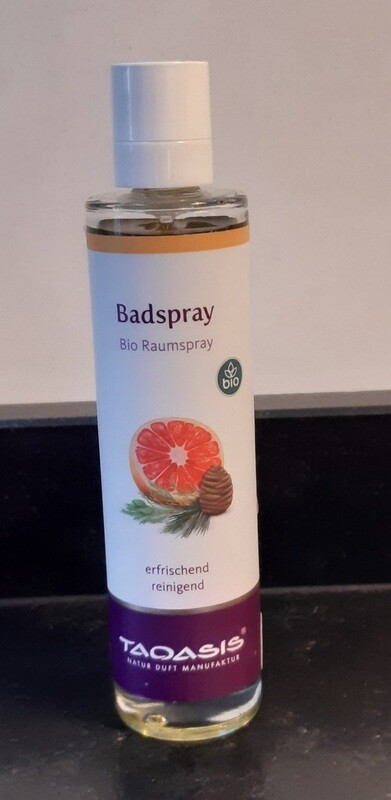 Badspray
Bio Raumspray
bio
erfrischend
reinigend
TAOASIS®
NATUR DUFT MANUFAKTUR